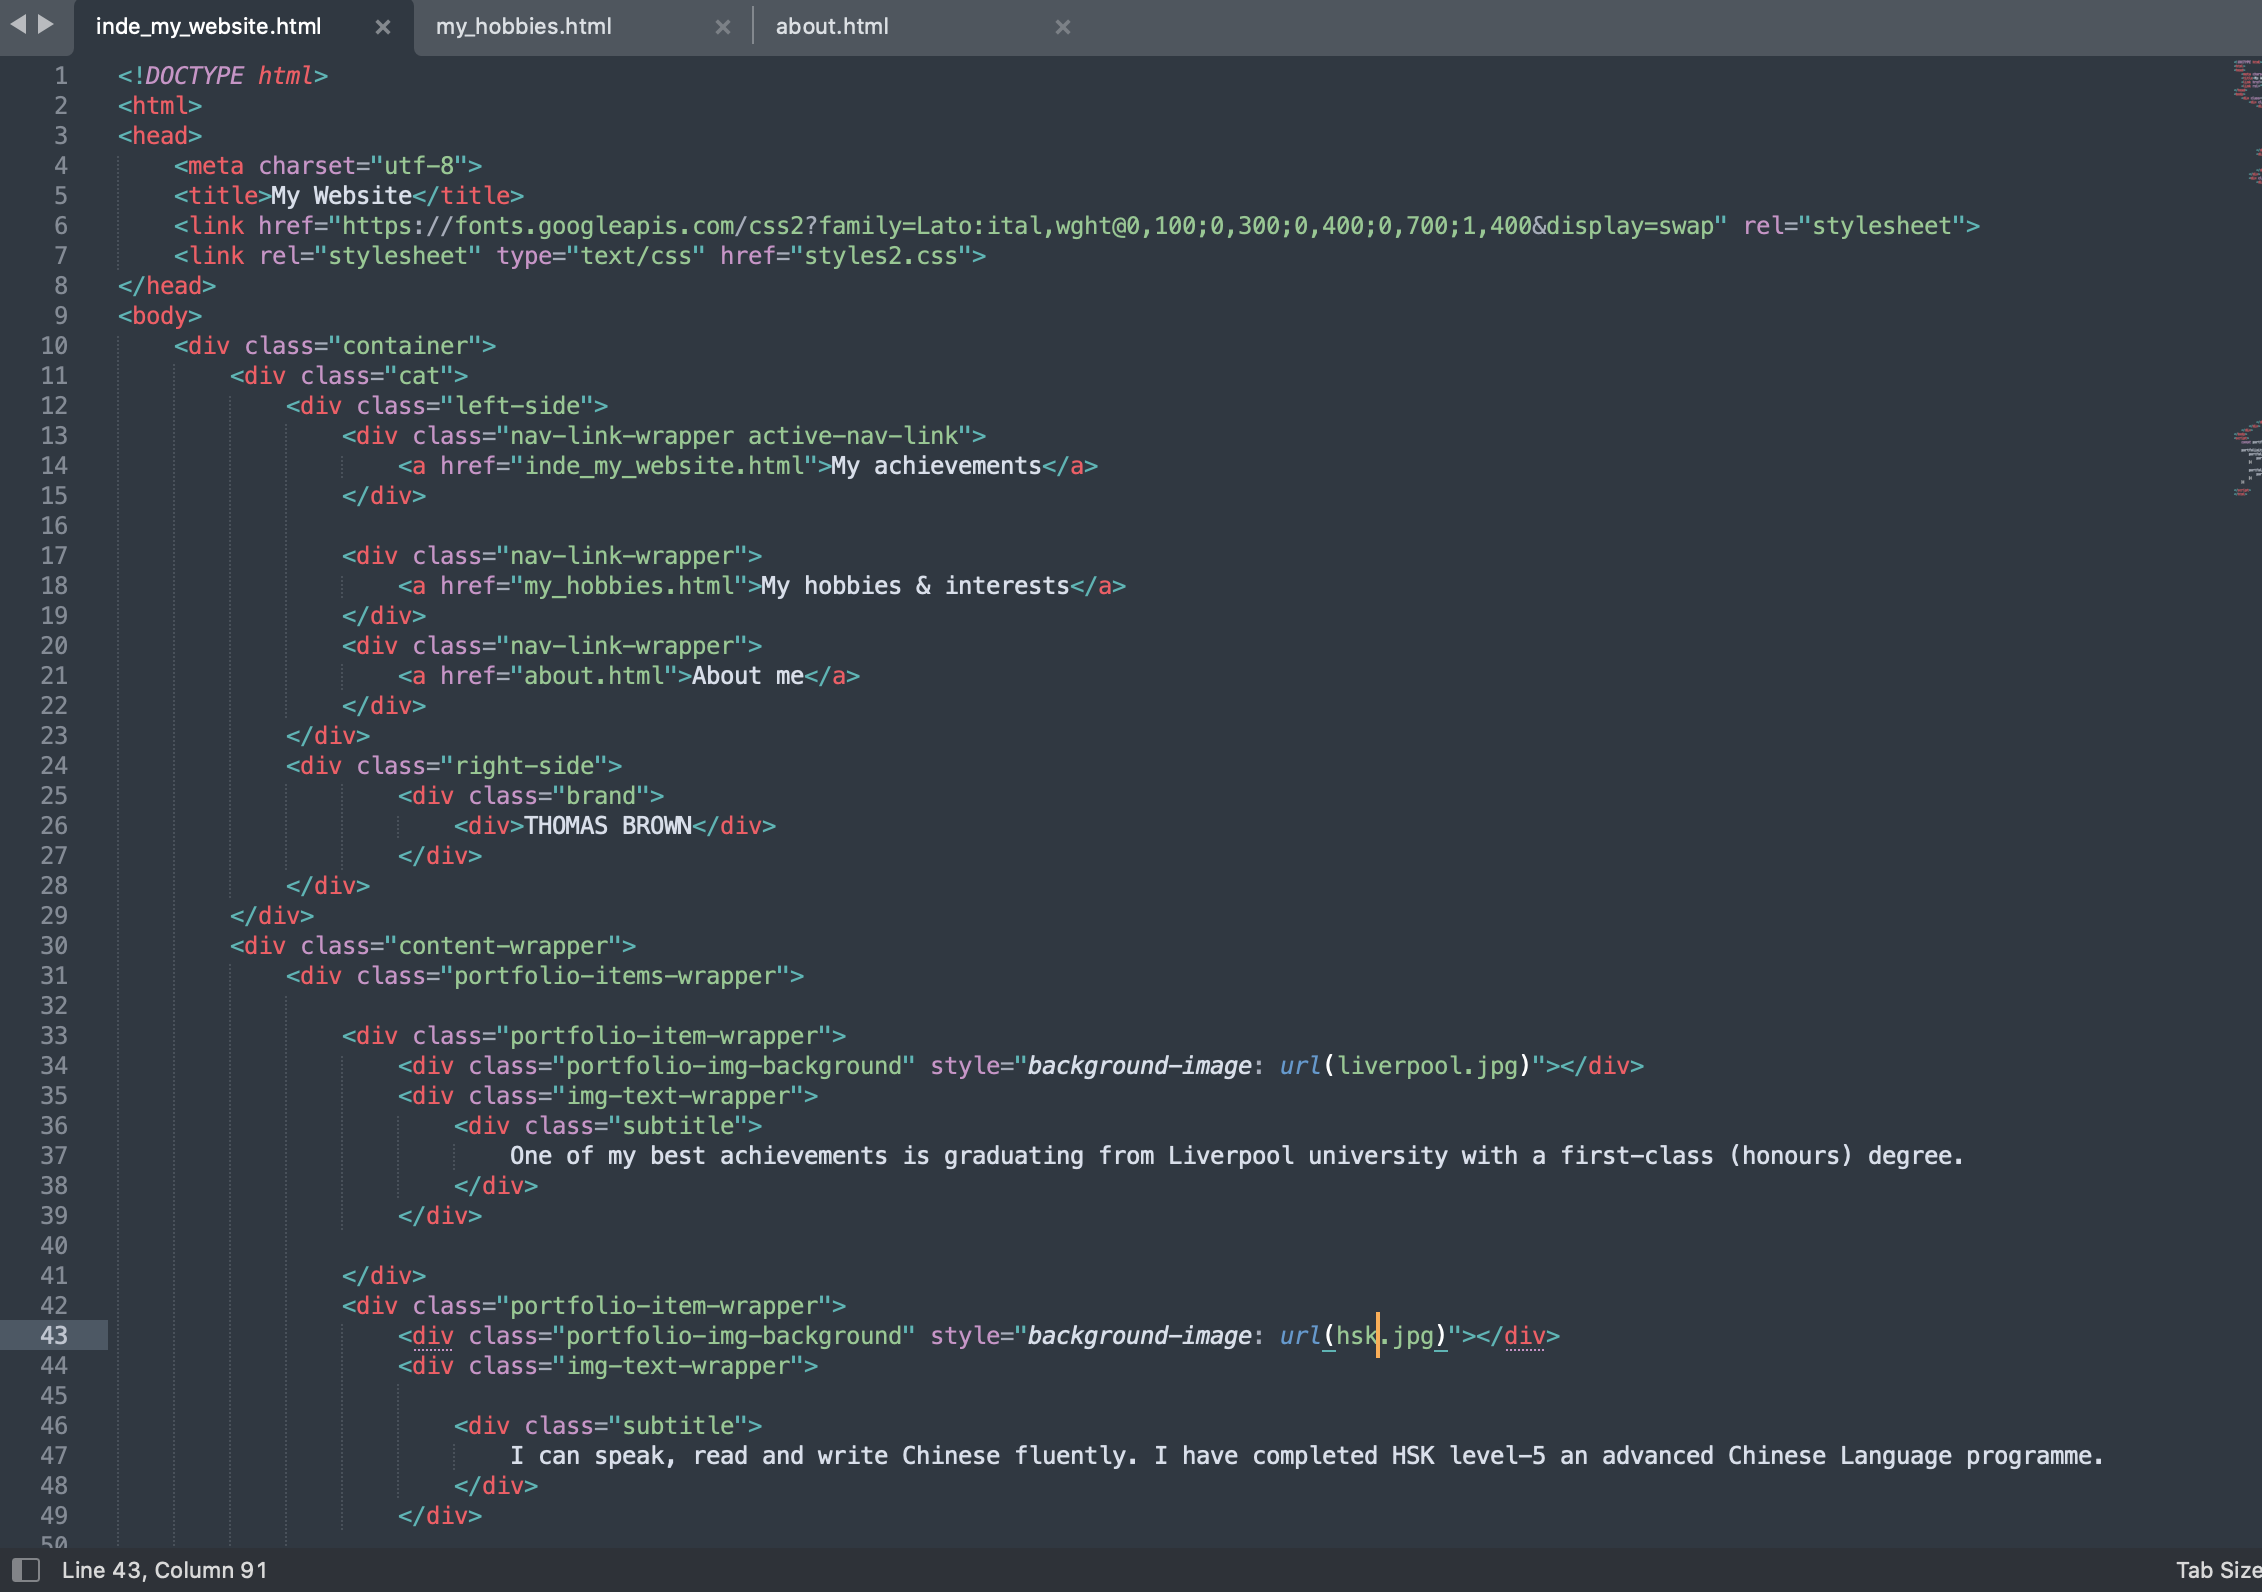 inde_my_website.html × my_hobbies.html × about.html ×
1 <!DOCTYPE html>
2 <html>
3 <head>
4 <meta charset="utf-8">
5 <title>My Website</title>
6 <link href="https://fonts.googleapis.com/css2?family=Lato:ital,wght@0,100;0,300;0,400;0,700;1,400&display=swap" rel="stylesheet">
7 <link rel="stylesheet" type="text/css" href="styles2.css">
8 </head>
9 <body>
10 <div class="container">
11 <div class="cat">
12 <div class="left-side">
13 <div class="nav-link-wrapper active-nav-link">
14 <a href="inde_my_website.html">My achievements</a>
15 </div>
16
17 <div class="nav-link-wrapper">
18 <a href="my_hobbies.html">My hobbies & interests</a>
19 </div>
20 <div class="nav-link-wrapper">
21 <a href="about.html">About me</a>
22 </div>
23 </div>
24 <div class="right-side">
25 <div class="brand">
26 <div>THOMAS BROWN</div>
27 </div>
28 </div>
29 </div>
30 <div class="content-wrapper">
31 <div class="portfolio-items-wrapper">
32
33 <div class="portfolio-item-wrapper">
34 <div class="portfolio-img-background" style="background-image: url(liverpool.jpg)"></div>
35 <div class="img-text-wrapper">
36 <div class="subtitle">
37 One of my best achievements is graduating from Liverpool university with a first-class (honours) degree.
38 </div>
39 </div>
40
41 </div>
42 <div class="portfolio-item-wrapper">
43 <div class="portfolio-img-background" style="background-image: url(hsk.jpg)"></div>
44 <div class="img-text-wrapper">
45
46 <div class="subtitle">
47 I can speak, read and write Chinese fluently. I have completed HSK level-5 an advanced Chinese Language programme.
48 </div>
49 </div>
50
Line 43, Column 91 Tab Size